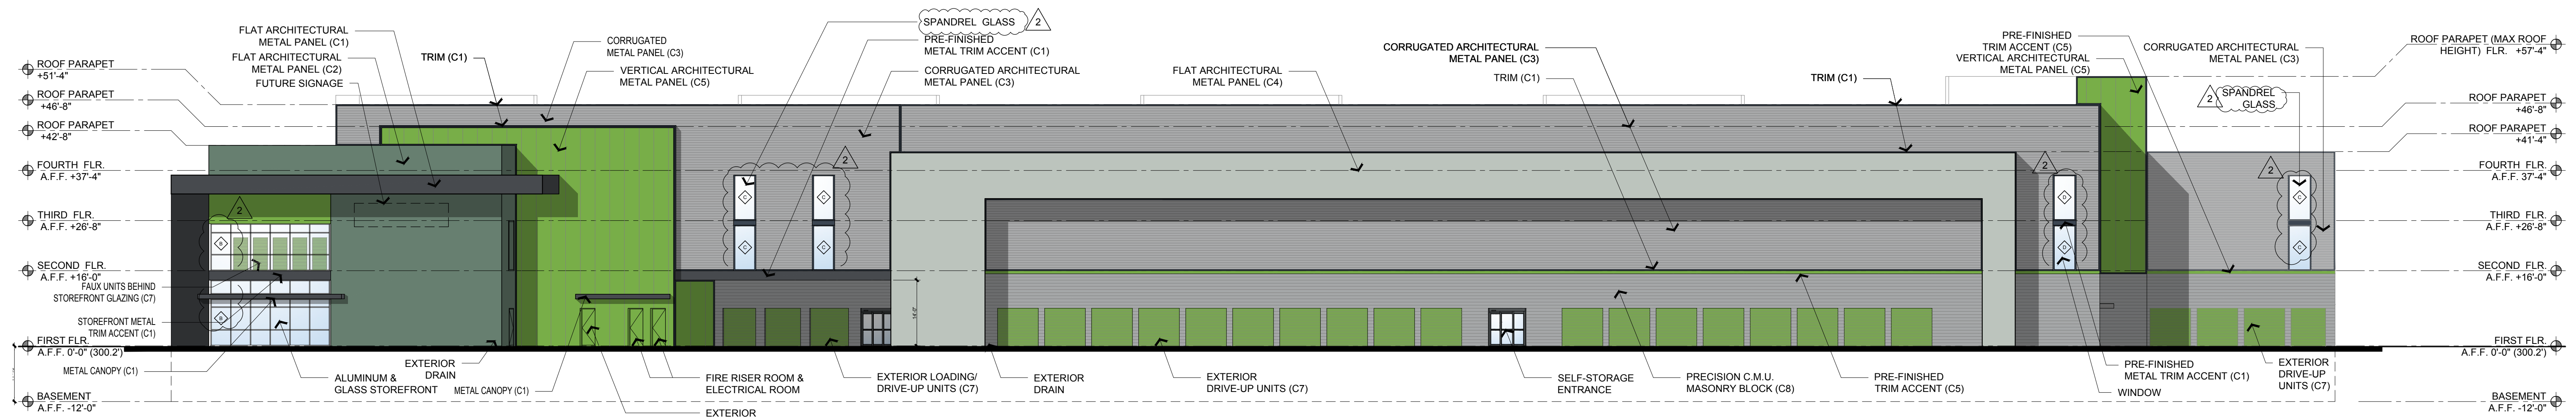 ROOF PARAPET
+51'-4"
ROOF PARAPET
+46'-8"
ROOF PARAPET
+42'-8"
FOURTH FLR.
A.F.F. +37'-4"
THIRD FLR.
A.F.F. +26'-8"
SECOND FLR.
A.F.F. +16'-0"
FAUX UNITS BEHIND
STOREFRONT GLAZING (C7)
STOREFRONT METAL
TRIM ACCENT (C1)
FIRST FLR.
A.F.F. 0'-0" (300.2')
METAL CANOPY (C1)
BASEMENT
A.F.F. -12'-0"
FLAT ARCHITECTURAL
METAL PANEL (C1)
FLAT ARCHITECTURAL
METAL PANEL (C2)
FUTURE SIGNAGE
TRIM (C1)
CORRUGATED
METAL PANEL (C3)
VERTICAL ARCHITECTURAL
METAL PANEL (C5)
SPANDREL GLASS
2
PRE-FINISHED
METAL TRIM ACCENT (C1)
CORRUGATED ARCHITECTURAL
METAL PANEL (C3)
FLAT ARCHITECTURAL
METAL PANEL (C4)
CORRUGATED ARCHITECTURAL
METAL PANEL (C3)
TRIM (C1)
TRIM (C1)
PRE-FINISHED
TRIM ACCENT (C5)
VERTICAL ARCHITECTURAL
METAL PANEL (C5)
CORRUGATED ARCHITECTURAL
METAL PANEL (C3)
2
SPANDREL
GLASS
ROOF PARAPET (MAX ROOF
HEIGHT) FLR. +57'-4"
ROOF PARAPET
+46'-8"
ROOF PARAPET
+41'-4"
FOURTH FLR.
A.F.F. 37'-4"
THIRD FLR.
A.F.F. +26'-8"
SECOND FLR.
A.F.F. +16'-0"
FIRST FLR.
A.F.F. 0'-0" (300.2')
BASEMENT
A.F.F. -12'-0"
2
2
2
2
B
B
C
C
C
C
D
D
C
C
ALUMINUM &
GLASS STOREFRONT
EXTERIOR
DRAIN
METAL CANOPY (C1)
FIRE RISER ROOM &
ELECTRICAL ROOM
EXTERIOR
EXTERIOR LOADING/
DRIVE-UP UNITS (C7)
EXTERIOR
DRAIN
EXTERIOR
DRIVE-UP UNITS (C7)
SELF-STORAGE
ENTRANCE
PRECISION C.M.U.
MASONRY BLOCK (C8)
PRE-FINISHED
TRIM ACCENT (C5)
PRE-FINISHED
METAL TRIM ACCENT (C1)
WINDOW
EXTERIOR
DRIVE-UP
UNITS (C7)